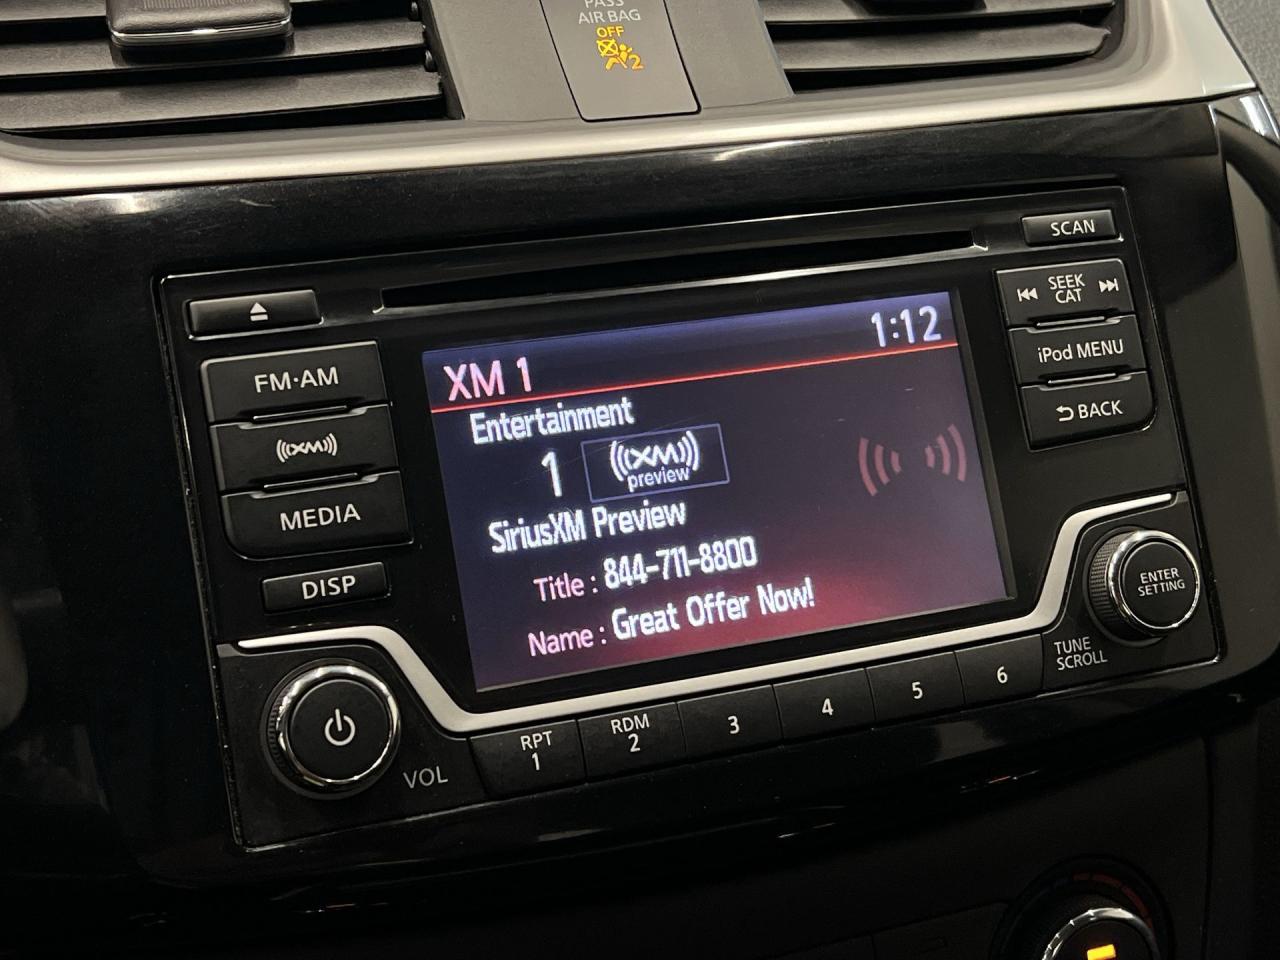 PASS
AIR BAG
OFF
2
SCAN
SEEK
CAT
iPod MENU
BACK
FM·AM
((XM))
MEDIA
DISP
XM 1
1:12
Entertainment
1
((XM))
preview
SiriusXM Preview
Title : 844-711-8800
Name : Great Offer Now!
ENTER
SETTING
TUNE
SCROLL
VOL
RPT
1
RDM
2
3
4
5
6